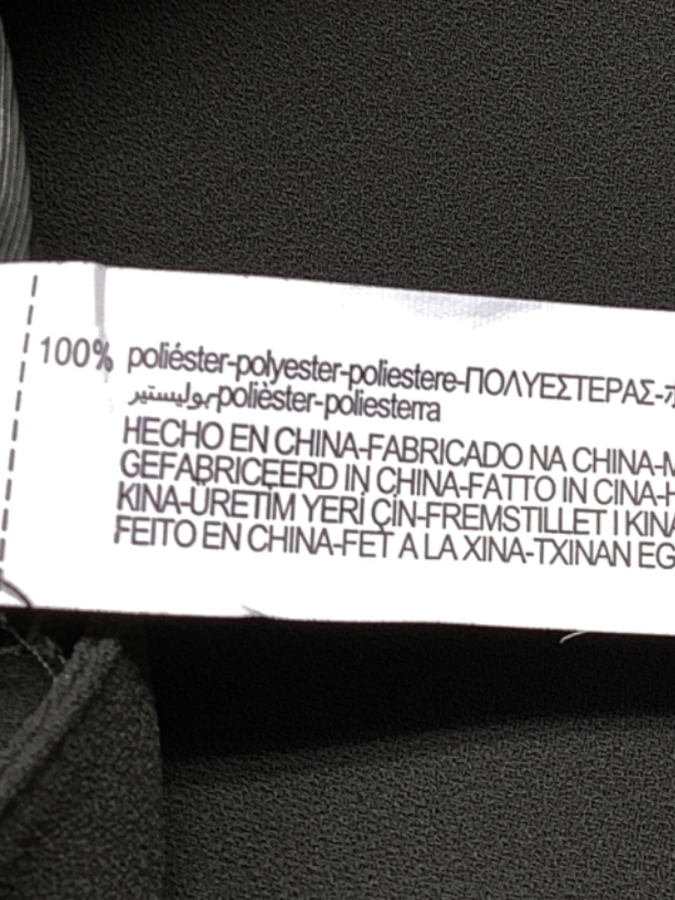 100% poliéster-polyester-poliestere-ΠΟΛΥΕΣΤΕΡΑΣ-
بوليستير-polièster-poliesterra
HECHO EN CHINA-FABRICADO NA CHINA-M
GEFABRICEERD IN CHINA-FATTO IN CINA-H
KINA-ÜRETİM YERİ ÇİN-FREMSTILLET I KINA
FEITO EN CHINA-FET A LA XINA-TXINAN EG